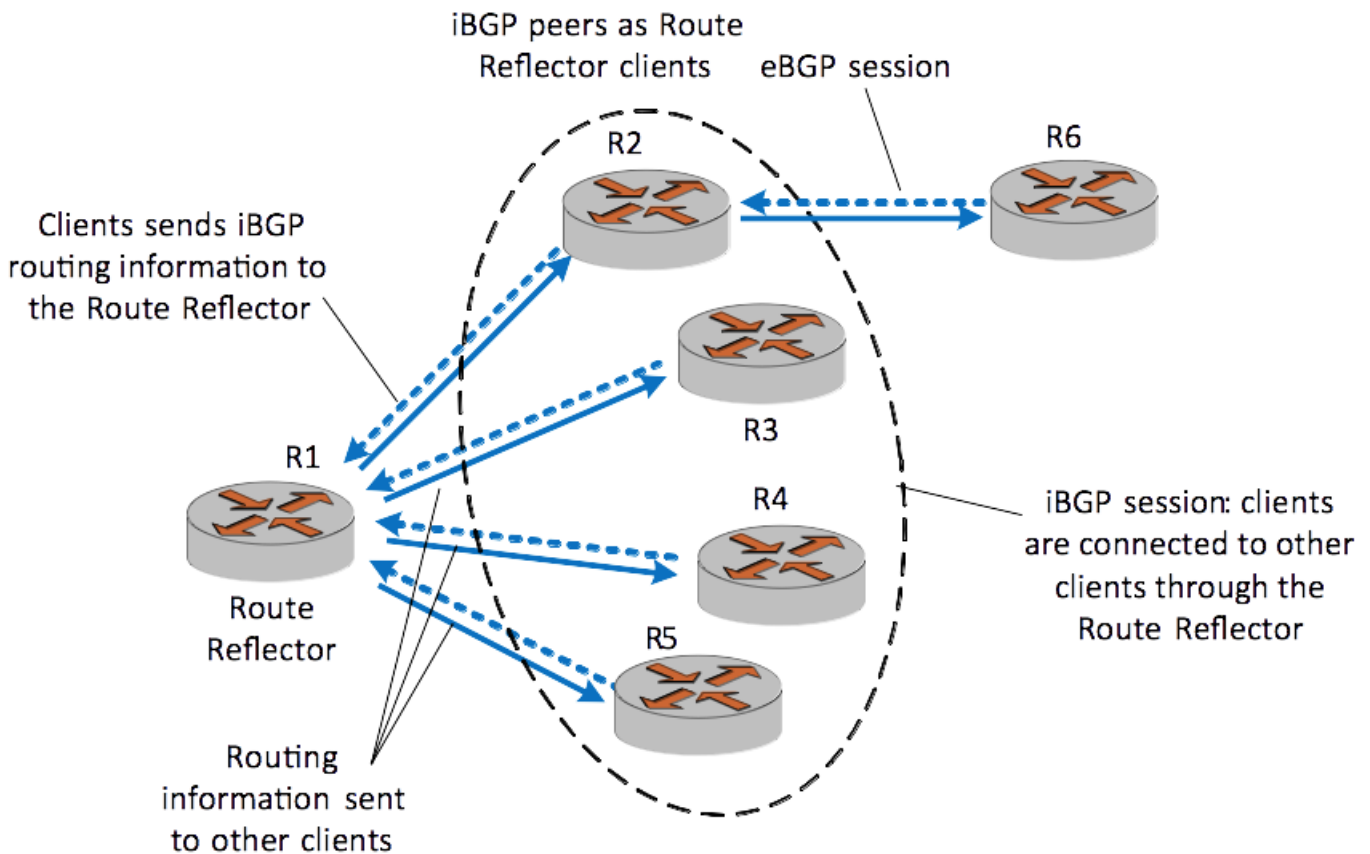 iBGP peers as Route
Reflector clients
eBGP session
R2
R6
Clients sends iBGP
routing information to
the Route Reflector
R3
R1
R4
iBGP session: clients
are connected to other
clients through the
Route Reflector
Route
Reflector
R5
Routing
information sent
to other clients